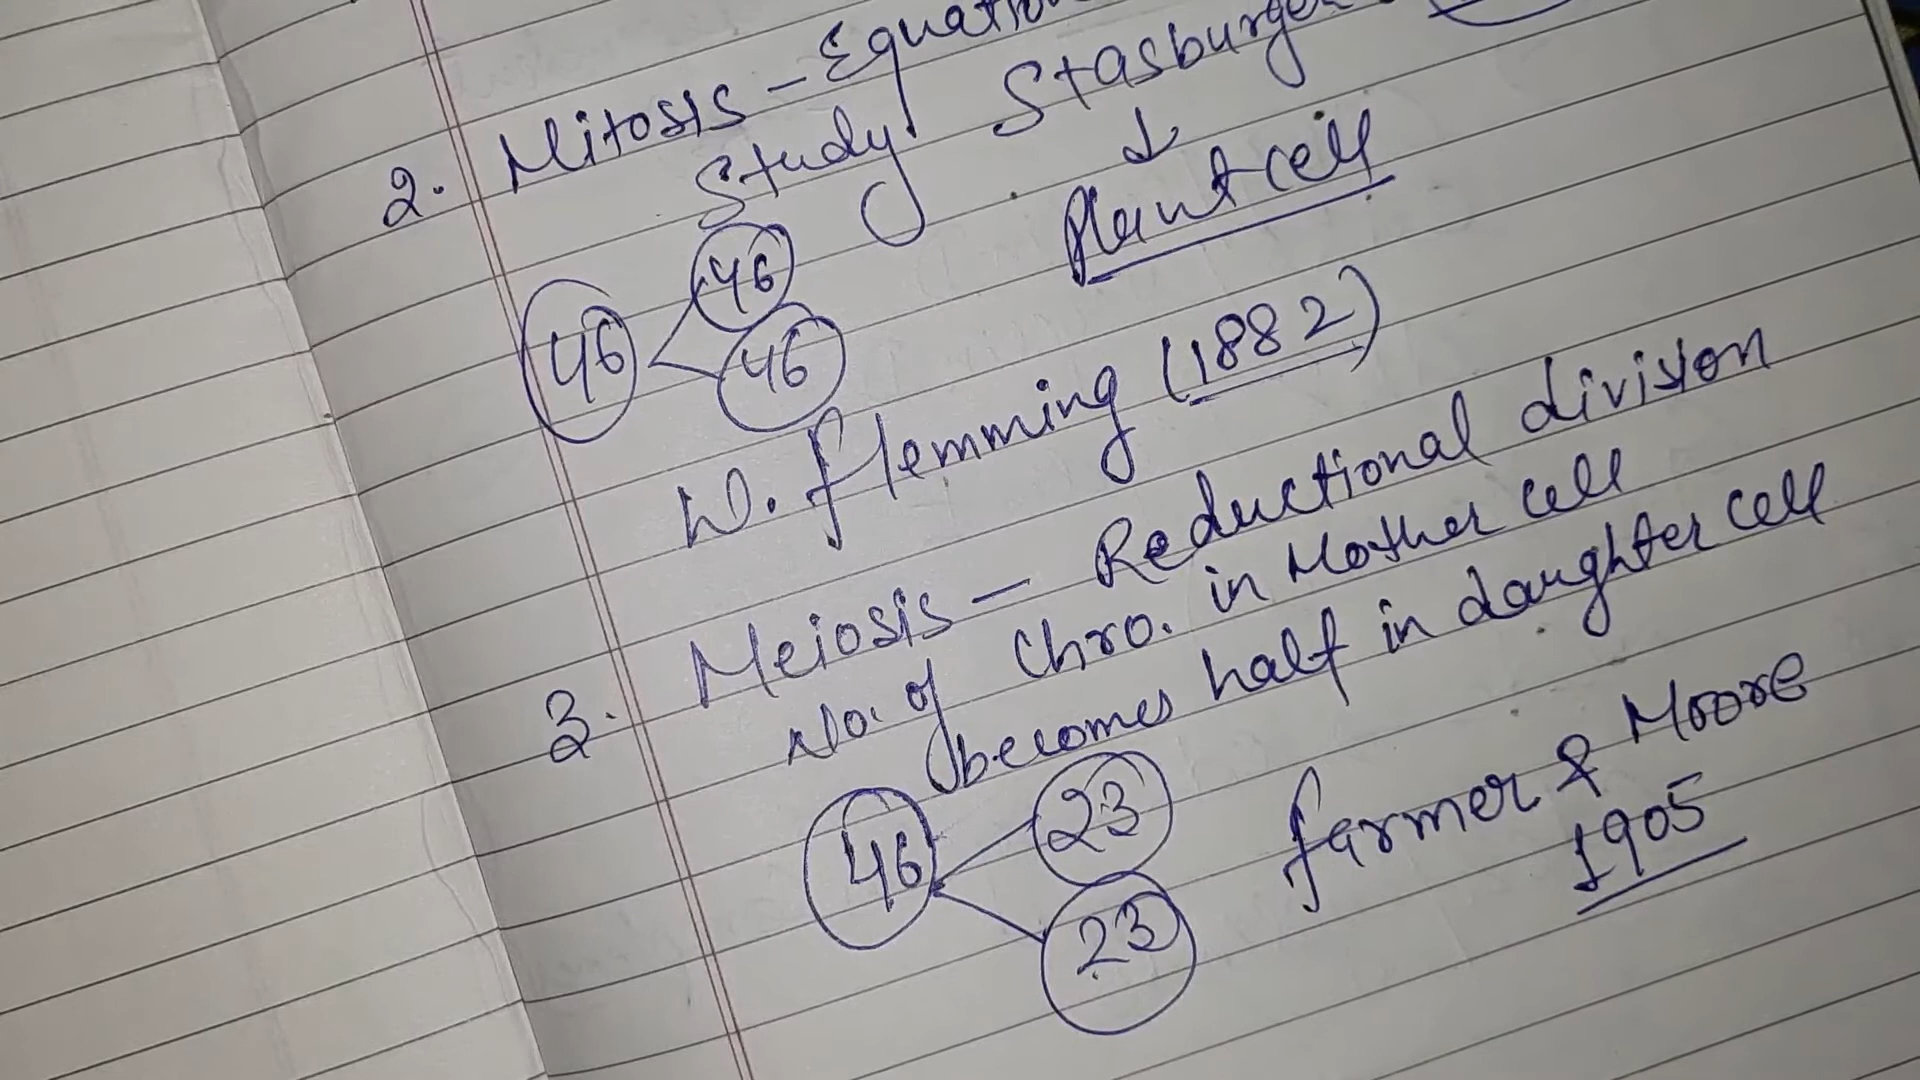 2. Mitosis - Equation
Study Stasburger
↓
Plant cell
46
46
46
W. flemming (1882)
3. Meiosis - Reductional division
No. of Chro. in Mother cell
becomes half in daughter cell
46
23
23
farmer & Moore
1905